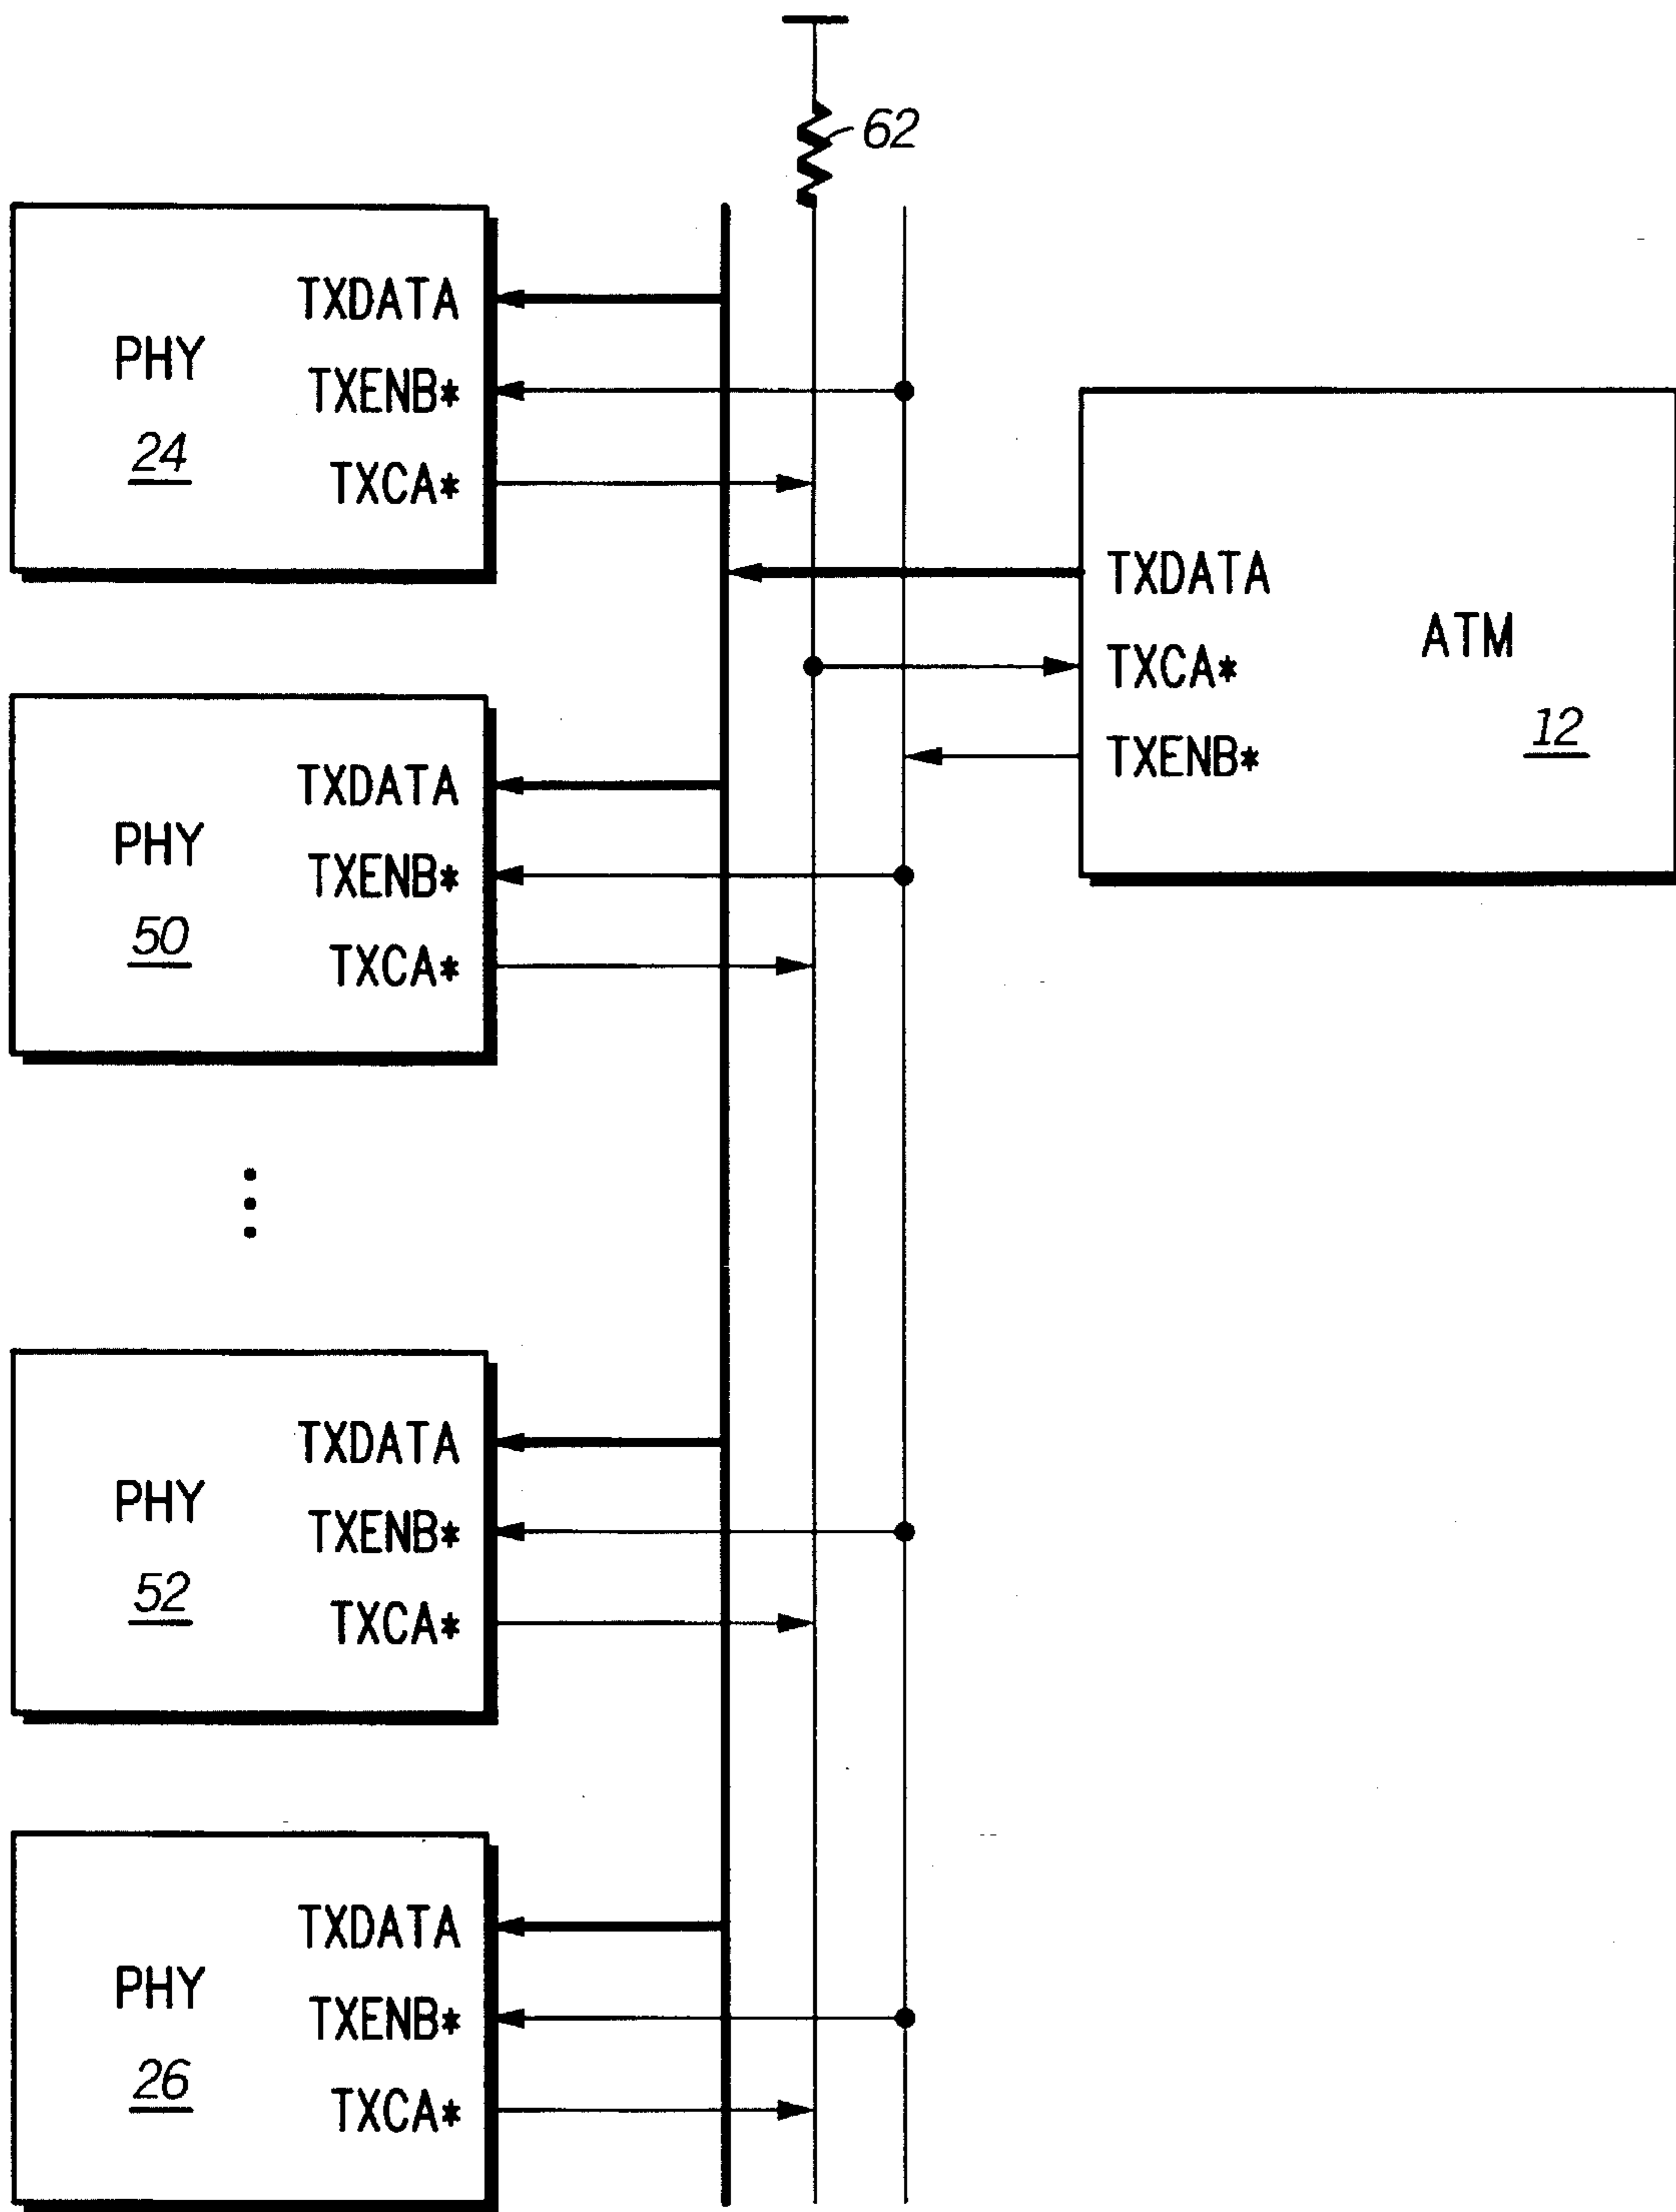 62
TXDATA
PHY
TXENB*
24
TXCA*
TXDATA
ATM
TXCA*
12
TXENB*
TXDATA
PHY
TXENB*
50
TXCA*
TXDATA
PHY
TXENB*
52
TXCA*
TXDATA
PHY
TXENB*
26
TXCA*